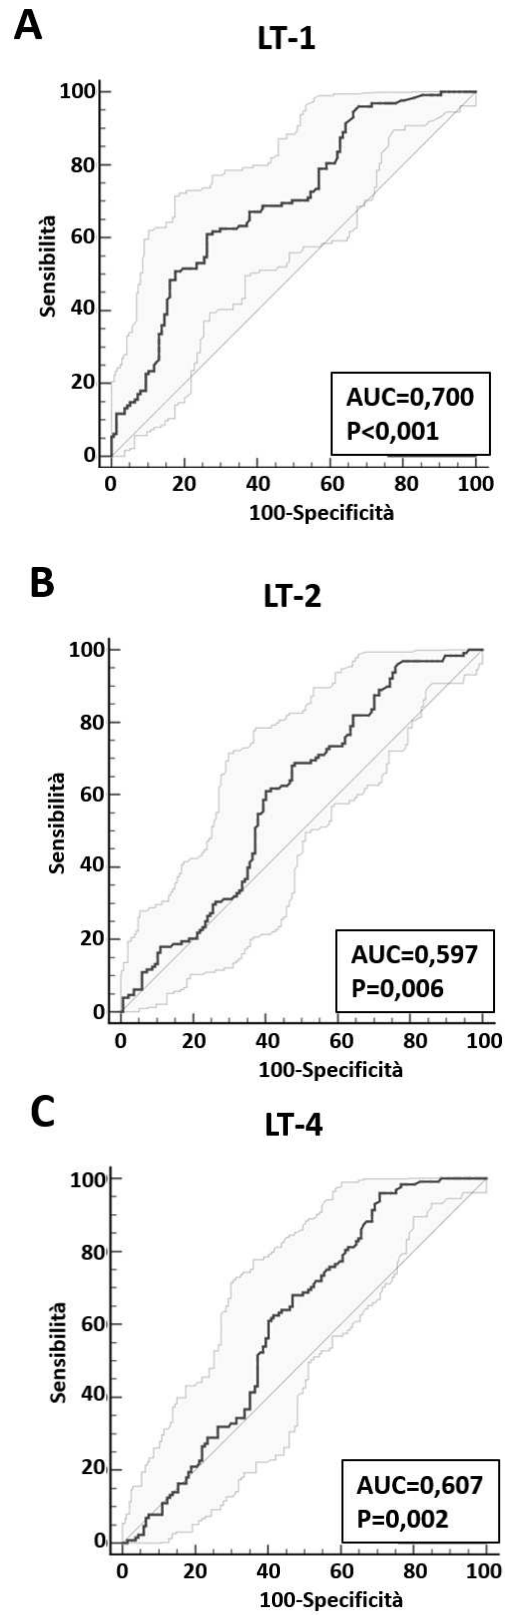 A
LT-1
100
80
60
40
20
0
Sensibilità
AUC=0,700
P<0,001
0 20 40 60 80 100
100-Specificità
B
LT-2
100
80
60
40
20
0
Sensibilità
AUC=0,597
P=0,006
0 20 40 60 80 100
100-Specificità
C
LT-4
100
80
60
40
20
0
Sensibilità
AUC=0,607
P=0,002
0 20 40 60 80 100
100-Specificità